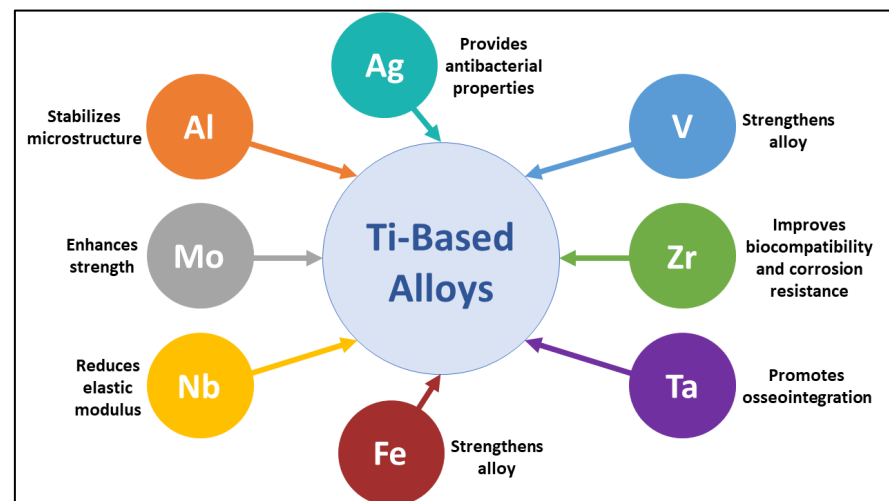 Ag
Provides
antibacterial
properties
Al
Stabilizes
microstructure
V
Strengthens
alloy
Ti-Based
Alloys
Mo
Enhances
strength
Zr
Improves
biocompatibility
and corrosion
resistance
Nb
Reduces
elastic
modulus
Ta
Promotes
osseointegration
Fe
Strengthens
alloy